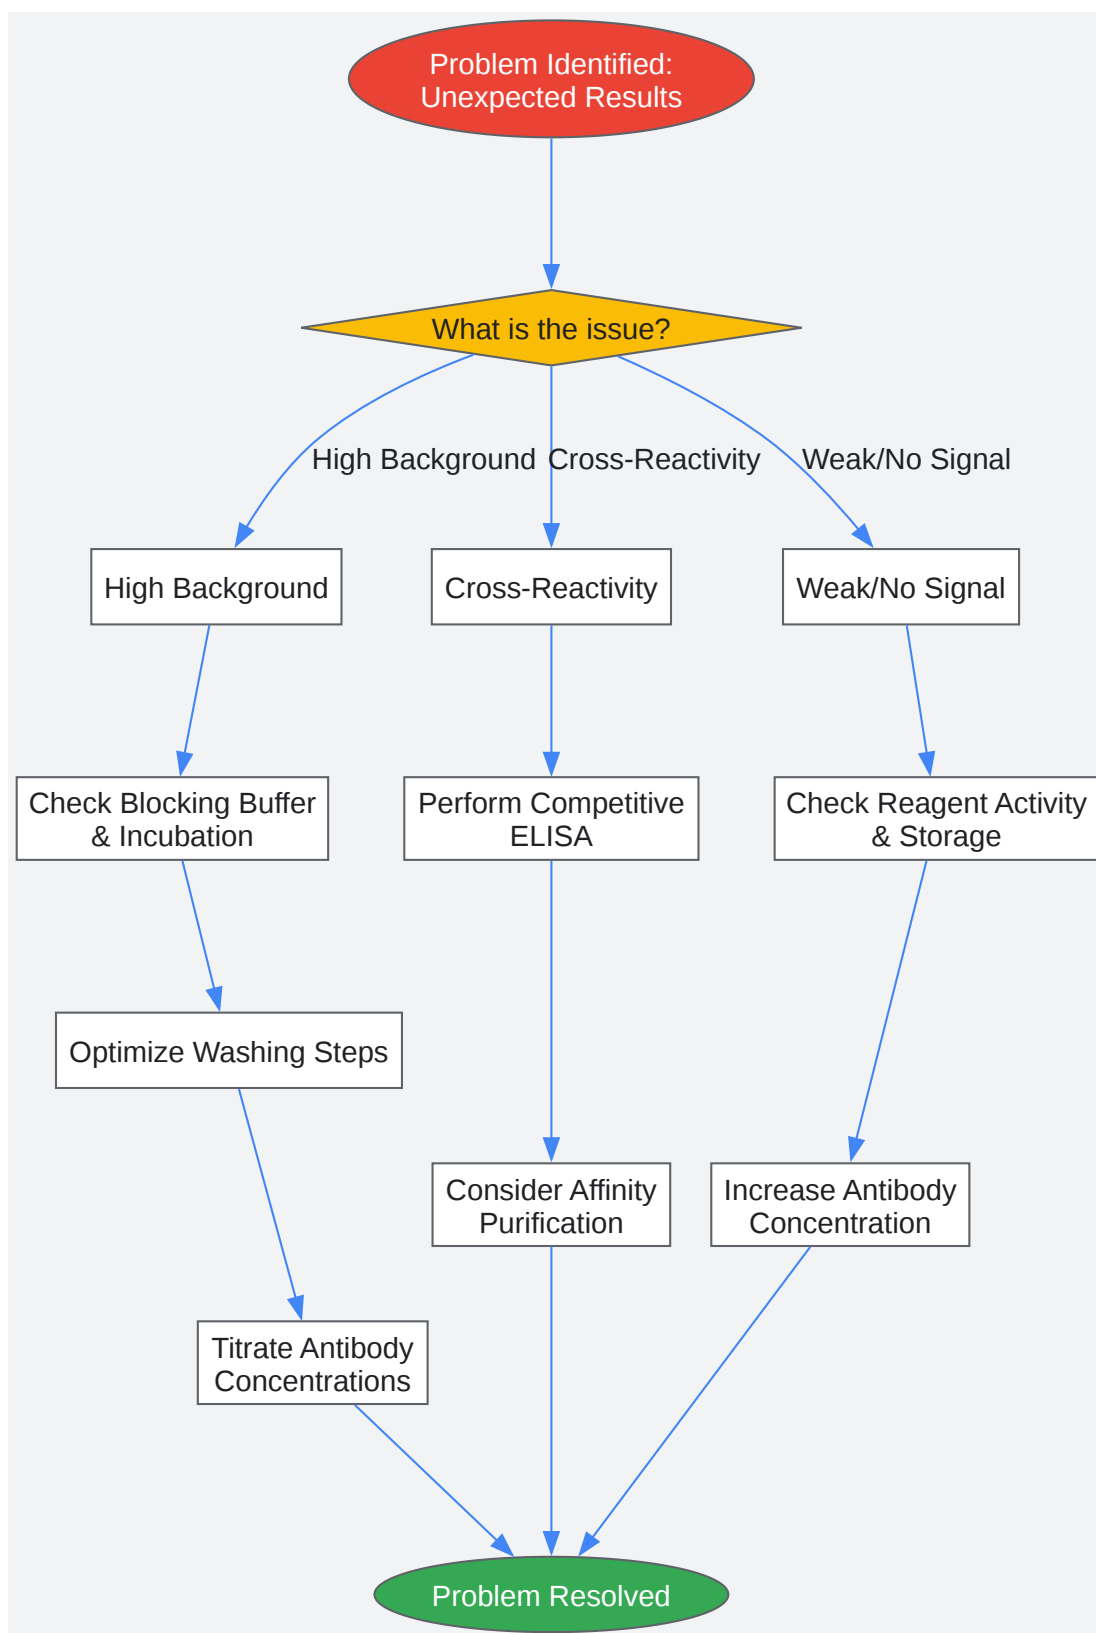 Problem Identified:
Unexpected Results
What is the issue?
High Background
Cross-Reactivity
Weak/No Signal
High Background
Cross-Reactivity
Weak/No Signal
Check Blocking Buffer
& Incubation
Perform Competitive
ELISA
Check Reagent Activity
& Storage
Optimize Washing Steps
Consider Affinity
Purification
Increase Antibody
Concentration
Titrate Antibody
Concentrations
Problem Resolved